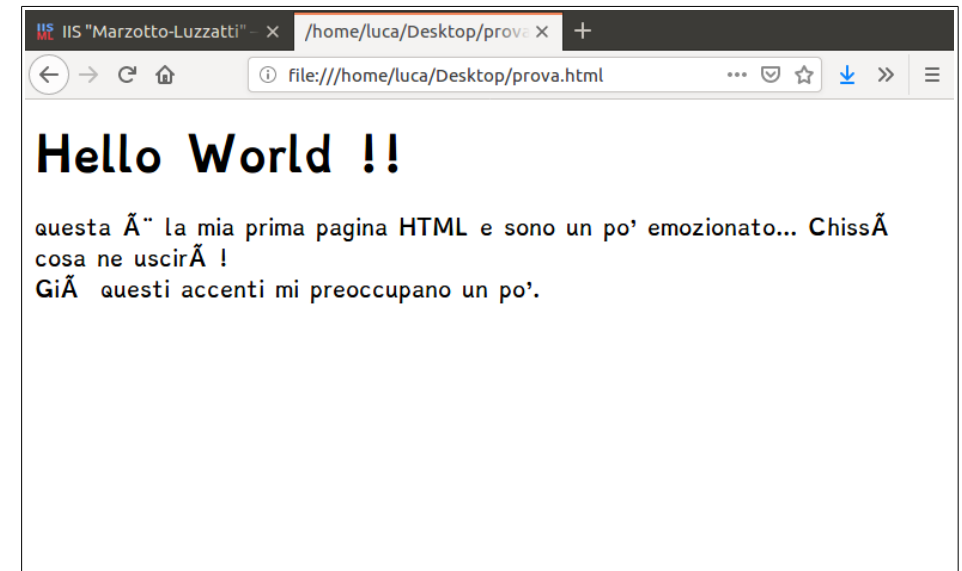 IIS "Marzotto-Luzzatti" –
/home/luca/Desktop/prova
file:///home/luca/Desktop/prova.html
Hello World !!
questa Ã¨ la mia prima pagina HTML e sono un po' emozionato... ChissÃ
cosa ne uscirÃ !
GiÃ  questi accenti mi preoccupano un po'.